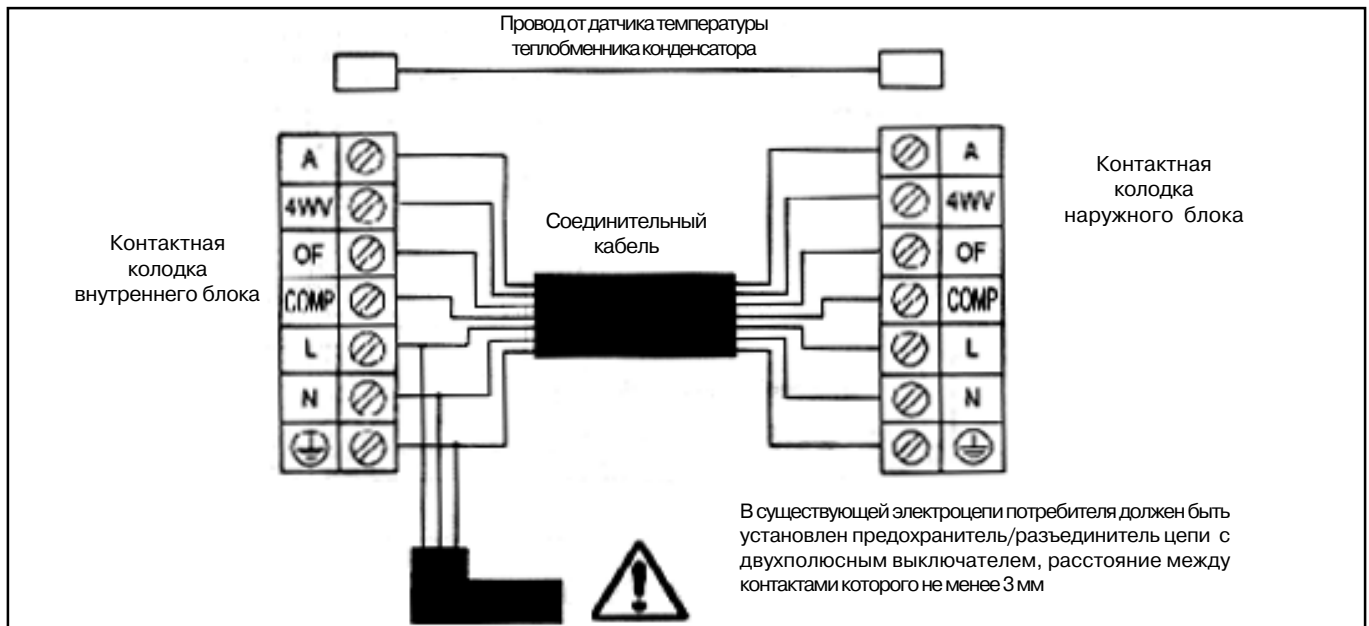 Провод от датчика температуры
теплобменника конденсатора
A
4WV
OF
COMP
L
N
Контактная
колодка
внутреннего блока
Соединительный
кабель
A
4WV
OF
COMP
L
N
Контактная
колодка
наружного блока
В существующей электроцепи потребителя должен быть
установлен предохранитель/разъединитель цепи с
двухполюсным выключателем, расстояние между
контактами которого не менее 3 мм